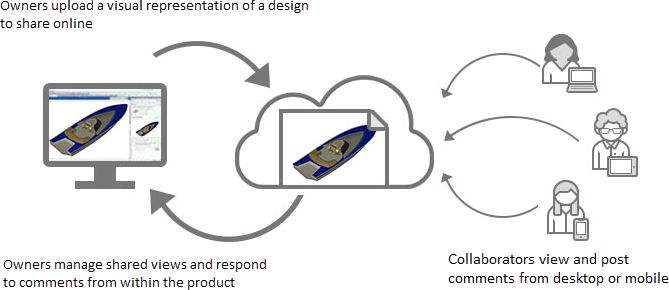 Owners upload a visual representation of a design
to share online
Owners manage shared views and respond
to comments from within the product
Collaborators view and post
comments from desktop or mobile